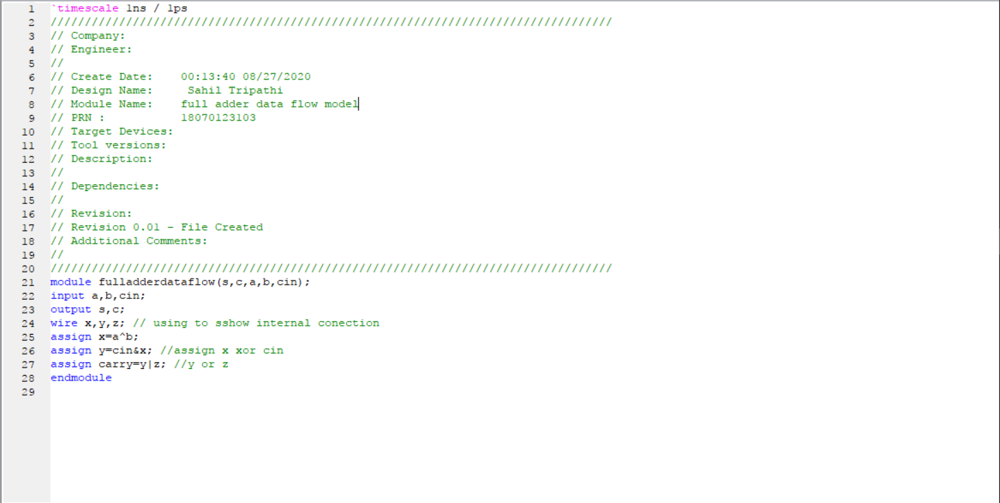 1 `timescale 1ns / 1ps
2 //////////////////////////////////////////////////////////////////////////////////
3 // Company:
4 // Engineer:
5 //
6 // Create Date:    00:13:40 08/27/2020
7 // Design Name:     Sahil Tripathi
8 // Module Name:    full adder data flow model
9 // PRN :           18070123103
10 // Target Devices:
11 // Tool versions:
12 // Description:
13 //
14 // Dependencies:
15 //
16 // Revision:
17 // Revision 0.01 - File Created
18 // Additional Comments:
19 //
20 //////////////////////////////////////////////////////////////////////////////////
21 module fulladderdataflow(s,c,a,b,cin);
22 input a,b,cin;
23 output s,c;
24 wire x,y,z; // using to sshow internal conection
25 assign x=a^b;
26 assign y=cin&x; //assign x xor cin
27 assign carry=y|z; //y or z
28 endmodule
29